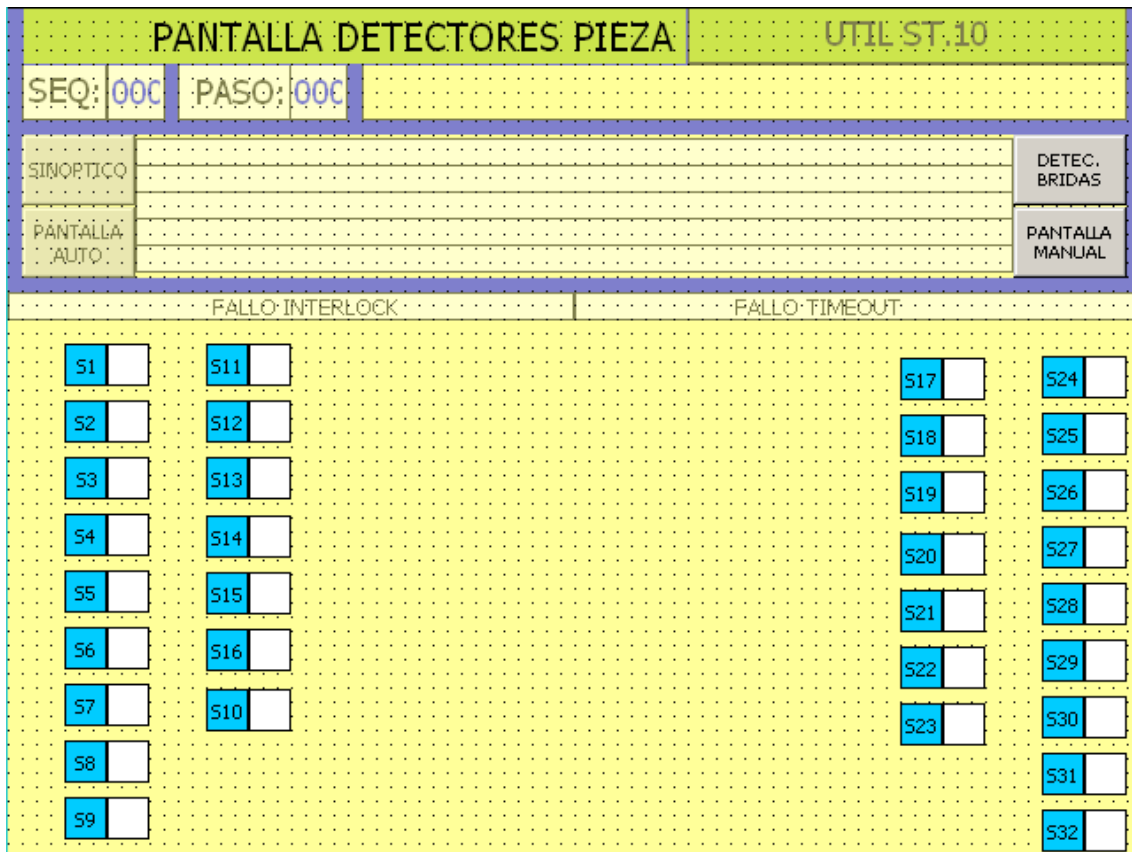 PANTALLA DETECTORES PIEZA
UTIL ST.10
SEQ: 000
PASO: 000
SINOPTICO
DETEC.
BRIDAS
PANTALLA
AUTO
PANTALLA
MANUAL
FALLO INTERLOCK
FALLO TIMEOUT
S1
S2
S3
S4
S5
S6
S7
S8
S9
S11
S12
S13
S14
S15
S16
S10
S17
S18
S19
S20
S21
S22
S23
S24
S25
S26
S27
S28
S29
S30
S31
S32